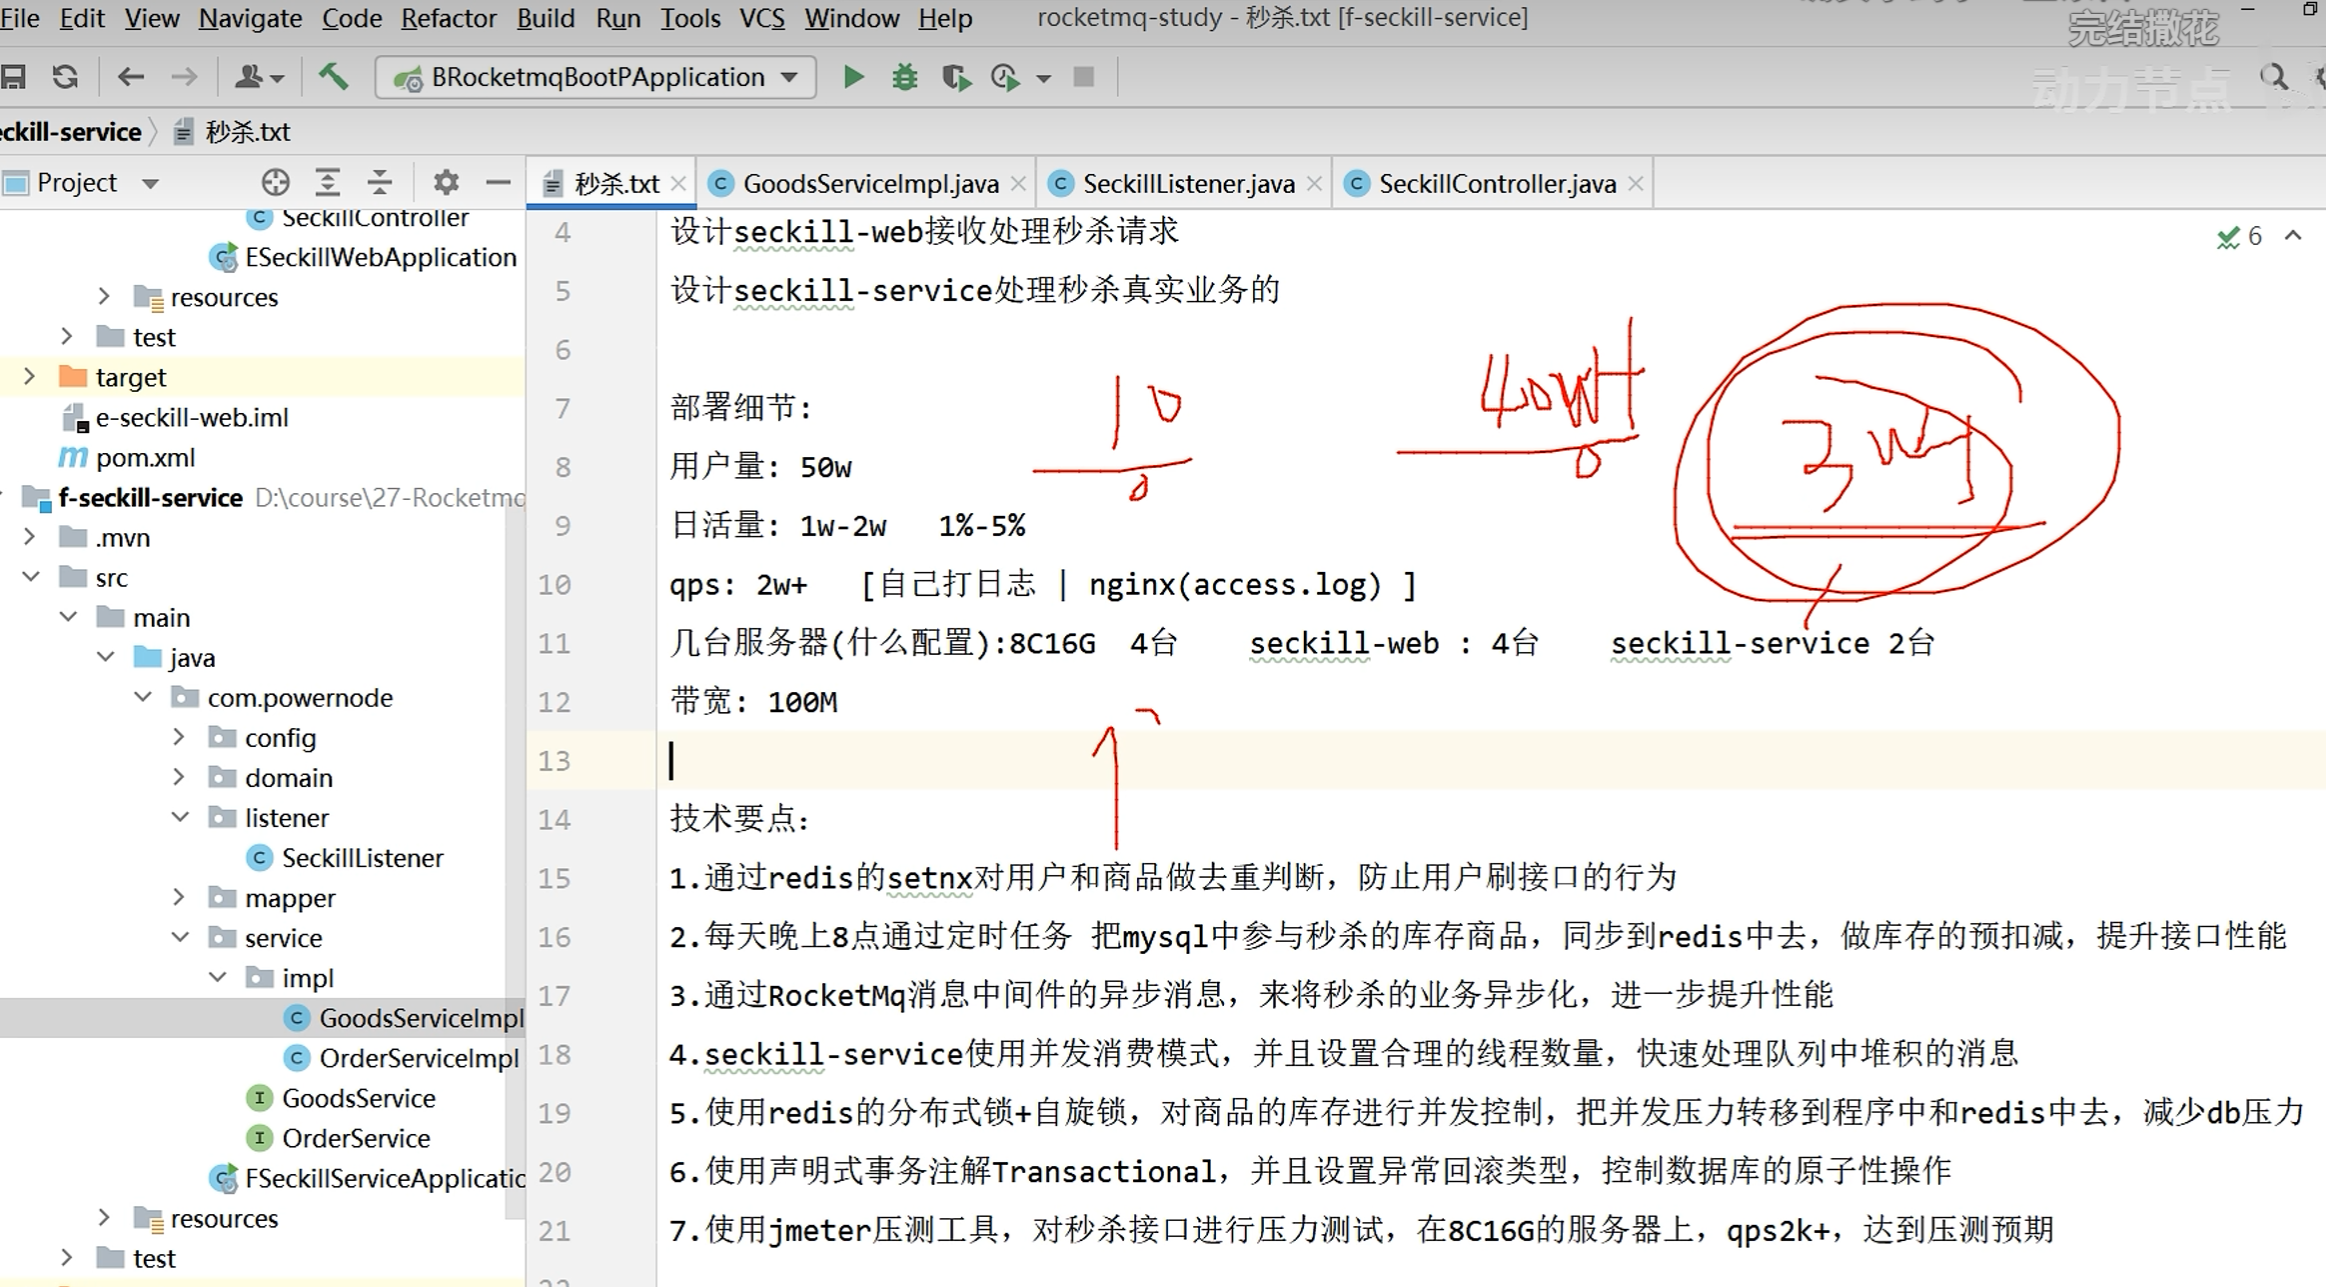 File Edit View Navigate Code Refactor Build Run Tools VCS Window Help rocketmq-study - 秒杀.txt [f-seckill-service]
完结撒花
BRocketmqBootPApplication
动力节点
eckill-service 秒杀.txt
Project
秒杀.txt GoodsServiceImpl.java SeckillListener.java SeckillController.java
SeckillController
ESeckillWebApplication
resources
test
target
e-seckill-web.iml
pom.xml
f-seckill-service D:\course\27-Rocketmq
.mvn
src
main
java
com.powernode
config
domain
listener
SeckillListener
mapper
service
impl
GoodsServiceImpl
OrderServiceImpl
GoodsService
OrderService
FSeckillServiceApplicatic
resources
test
6
4 设计seckill-web接收处理秒杀请求
5 设计seckill-service处理秒杀真实业务的
6
7 部署细节:
8 用户量: 50w
9 日活量: 1w-2w 1%-5%
10 qps: 2w+ [自己打日志 | nginx(access.log) ]
11 几台服务器(什么配置):8C16G 4台 seckill-web : 4台 seckill-service 2台
12 带宽: 100M
13
14 技术要点:
15 1.通过redis的setnx对用户和商品做去重判断，防止用户刷接口的行为
16 2.每天晚上8点通过定时任务 把mysql中参与秒杀的库存商品，同步到redis中去，做库存的预扣减，提升接口性能
17 3.通过RocketMq消息中间件的异步消息，来将秒杀的业务异步化，进一步提升性能
18 4.seckill-service使用并发消费模式，并且设置合理的线程数量，快速处理队列中堆积的消息
19 5.使用redis的分布式锁+自旋锁，对商品的库存进行并发控制，把并发压力转移到程序中和redis中去，减少db压力
20 6.使用声明式事务注解Transactional，并且设置异常回滚类型，控制数据库的原子性操作
21 7.使用jmeter压测工具，对秒杀接口进行压力测试，在8C16G的服务器上，qps2k+，达到压测预期
10
0
40w+
0